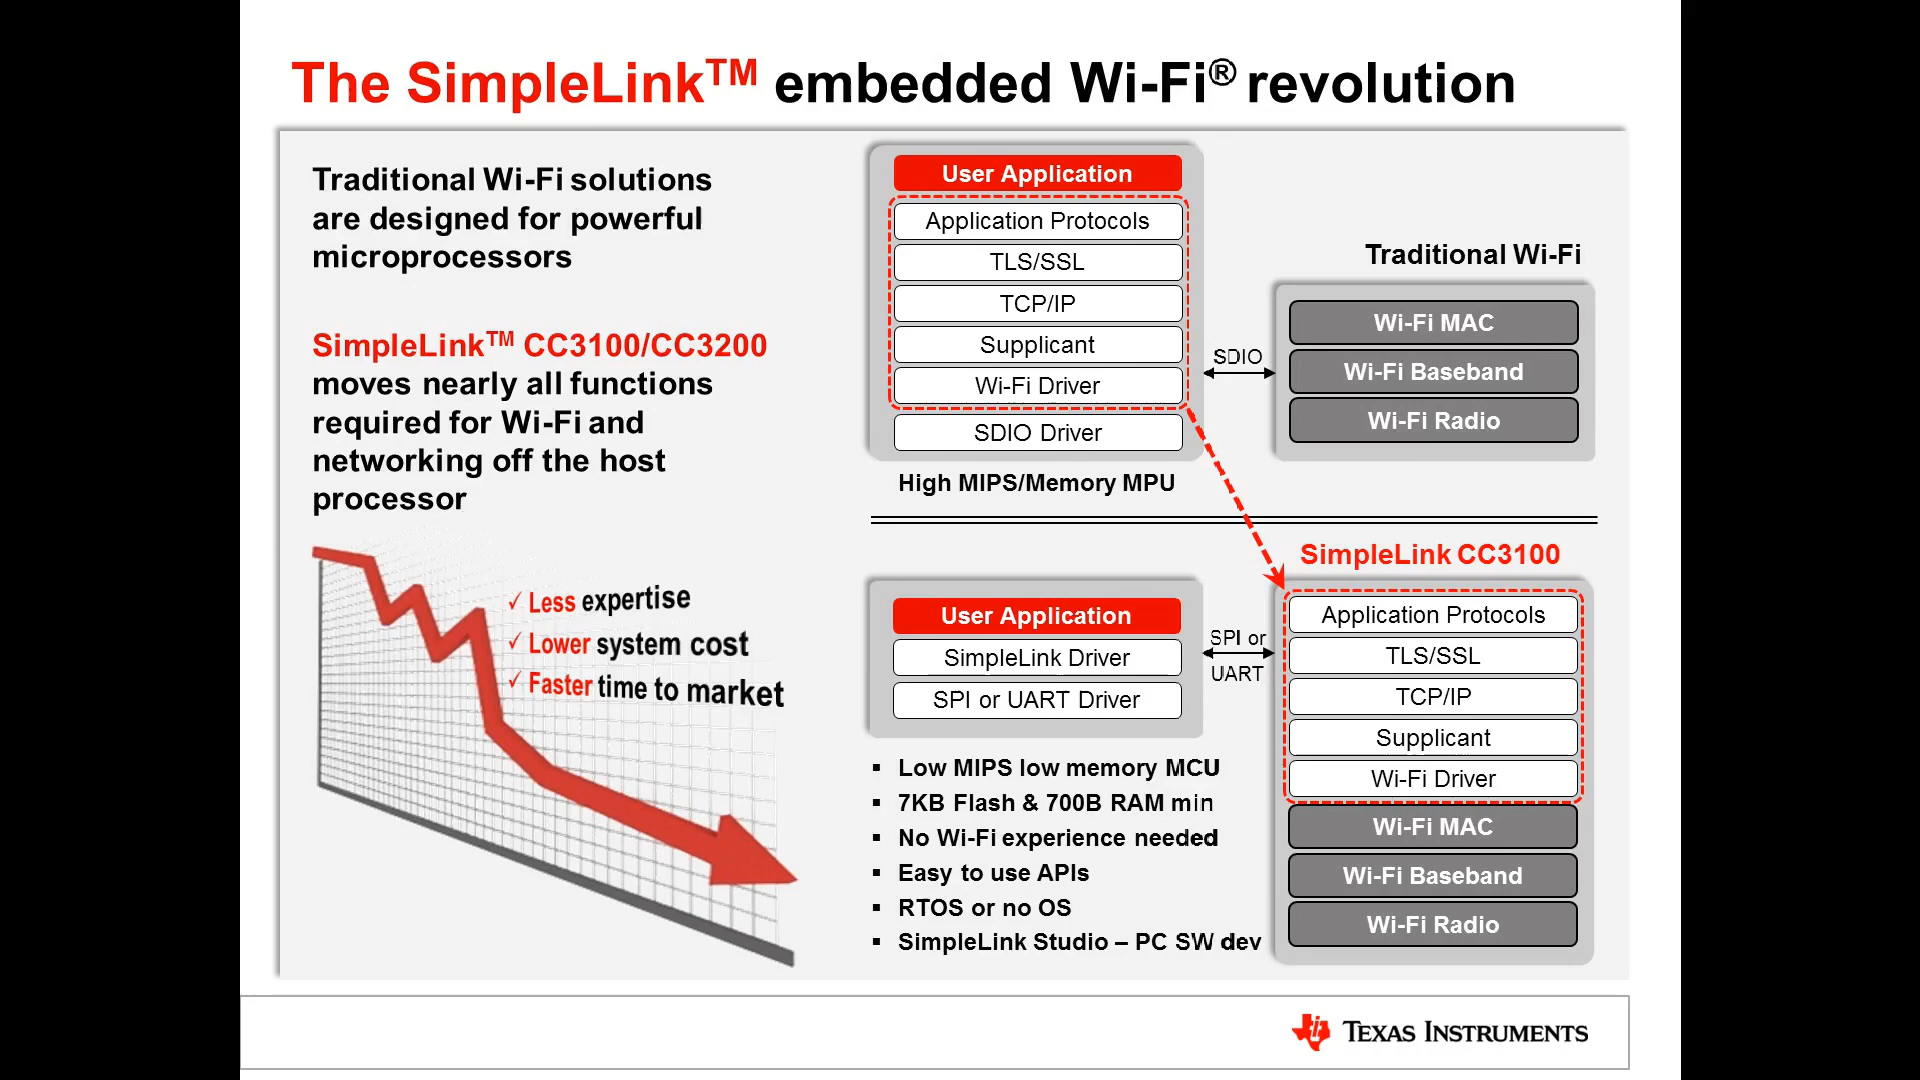 The SimpleLink™ embedded Wi-Fi® revolution
Traditional Wi-Fi solutions
are designed for powerful
microprocessors
SimpleLink™ CC3100/CC3200
moves nearly all functions
required for Wi-Fi and
networking off the host
processor
✓ Less expertise
✓ Lower system cost
✓ Faster time to market
User Application
Application Protocols
TLS/SSL
TCP/IP
Supplicant
Wi-Fi Driver
SDIO Driver
High MIPS/Memory MPU
SDIO
Traditional Wi-Fi
Wi-Fi MAC
Wi-Fi Baseband
Wi-Fi Radio
User Application
SimpleLink Driver
SPI or UART Driver
SPI or
UART
SimpleLink CC3100
Application Protocols
TLS/SSL
TCP/IP
Supplicant
Wi-Fi Driver
Wi-Fi MAC
Wi-Fi Baseband
Wi-Fi Radio
▪ Low MIPS low memory MCU
▪ 7KB Flash & 700B RAM min
▪ No Wi-Fi experience needed
▪ Easy to use APIs
▪ RTOS or no OS
▪ SimpleLink Studio – PC SW dev
TEXAS INSTRUMENTS